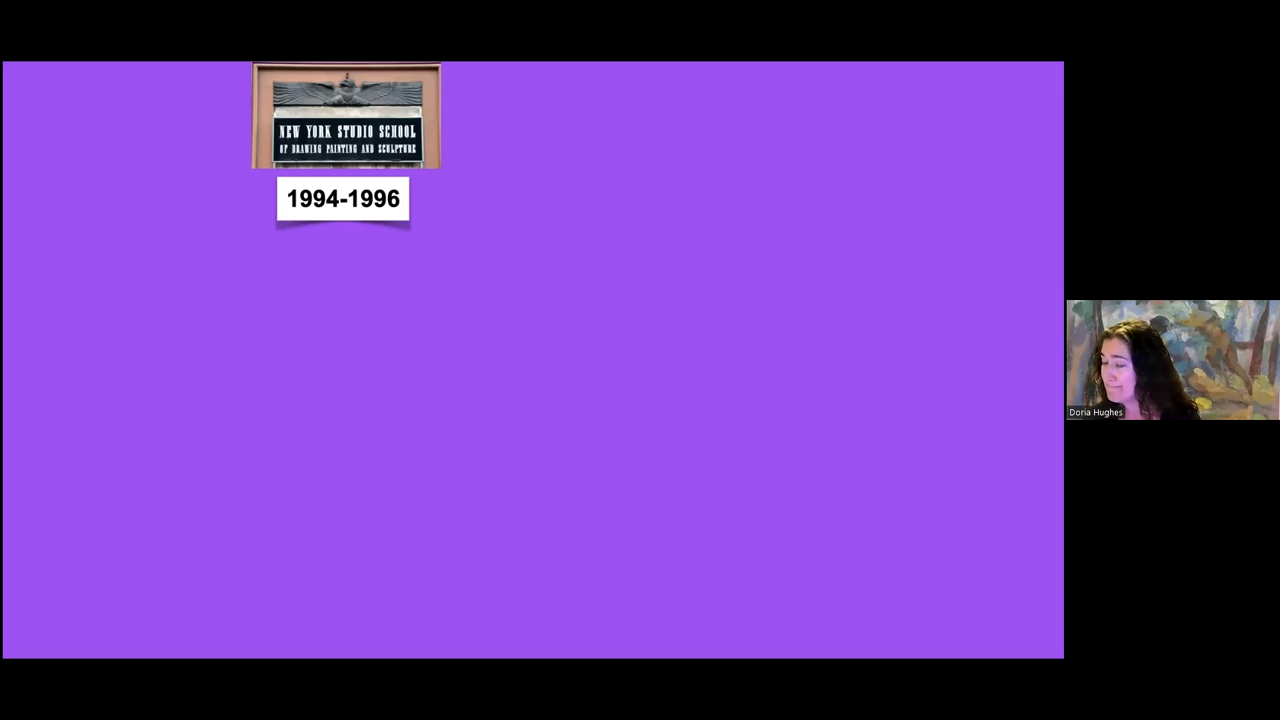 NEW YORK STUDIO SCHOOL
OF DRAWING PAINTING AND SCULPTURE
1994-1996
Doria Hughes